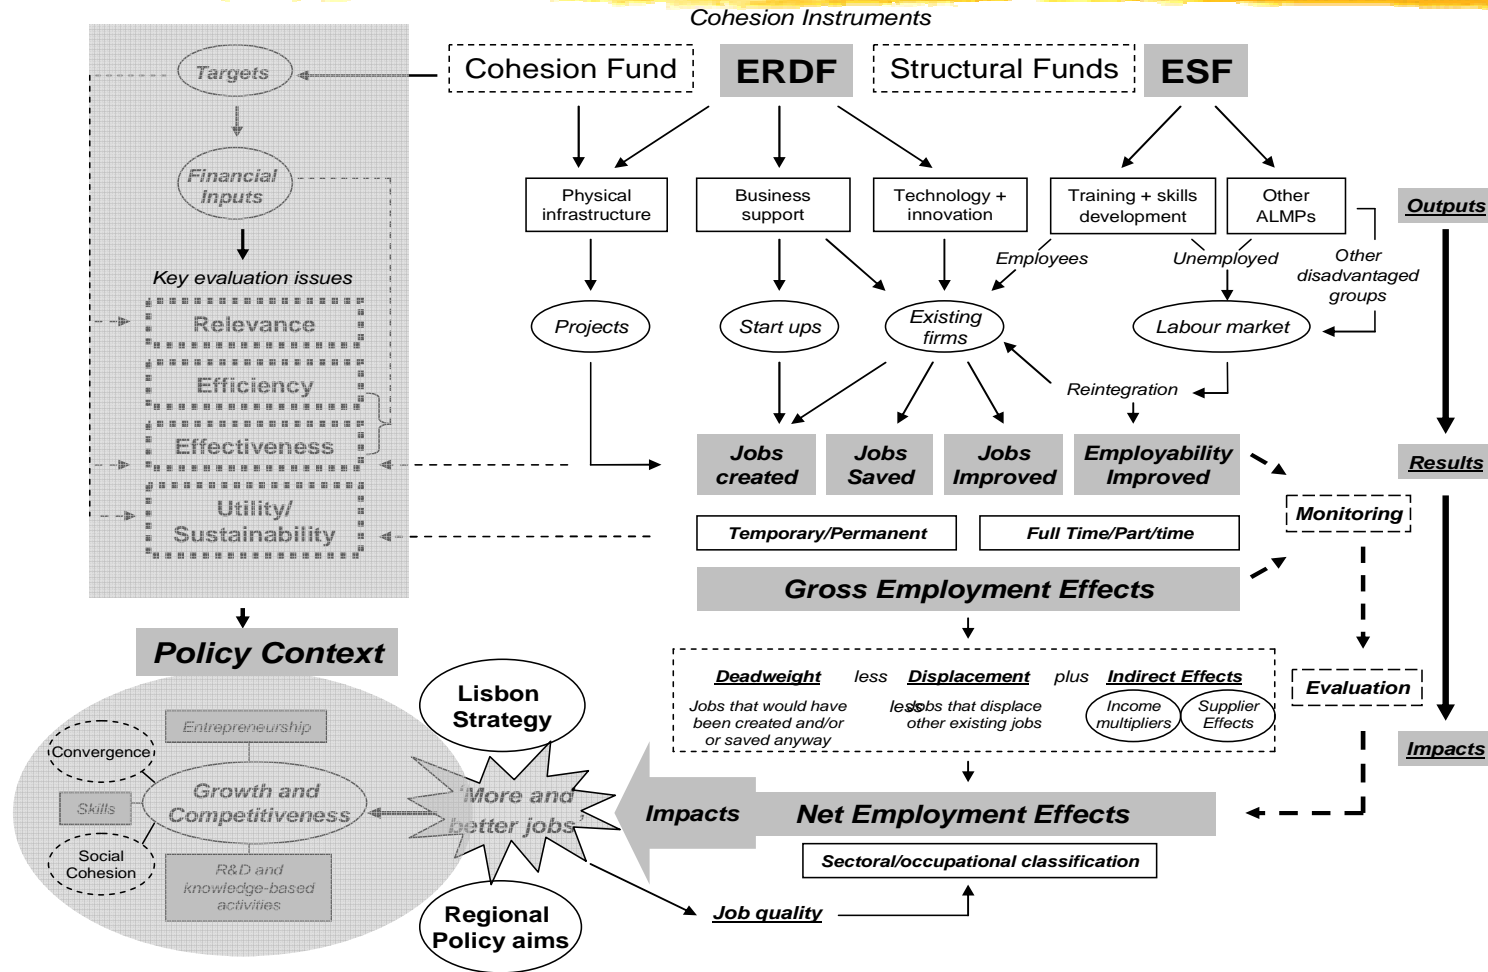 Cohesion Instruments
Cohesion Fund
ERDF
Structural Funds
ESF
Targets
Financial
Inputs
Key evaluation issues
Relevance
Efficiency
Effectiveness
Utility/
Sustainability
Physical
infrastructure
Business
support
Technology +
innovation
Training + skills
development
Other
ALMPs
Outputs
Employees
Unemployed
Other
disadvantaged
groups
Projects
Start ups
Existing
firms
Labour market
Reintegration
Jobs
created
Jobs
Saved
Jobs
Improved
Employability
Improved
Results
Temporary/Permanent
Full Time/Part/time
Monitoring
Gross Employment Effects
Policy Context
Deadweight
less
Displacement
plus
Indirect Effects
Jobs that would have
been created and/or
or saved anyway
less
Jobs that displace
other existing jobs
Income
multipliers
Supplier
Effects
Evaluation
Impacts
Lisbon
Strategy
Entrepreneurship
Convergence
Growth and
Competitiveness
Skills
Social
Cohesion
R&D and
knowledge-based
activities
'More and
better jobs'
Impacts
Net Employment Effects
Sectoral/occupational classification
Regional
Policy aims
Job quality